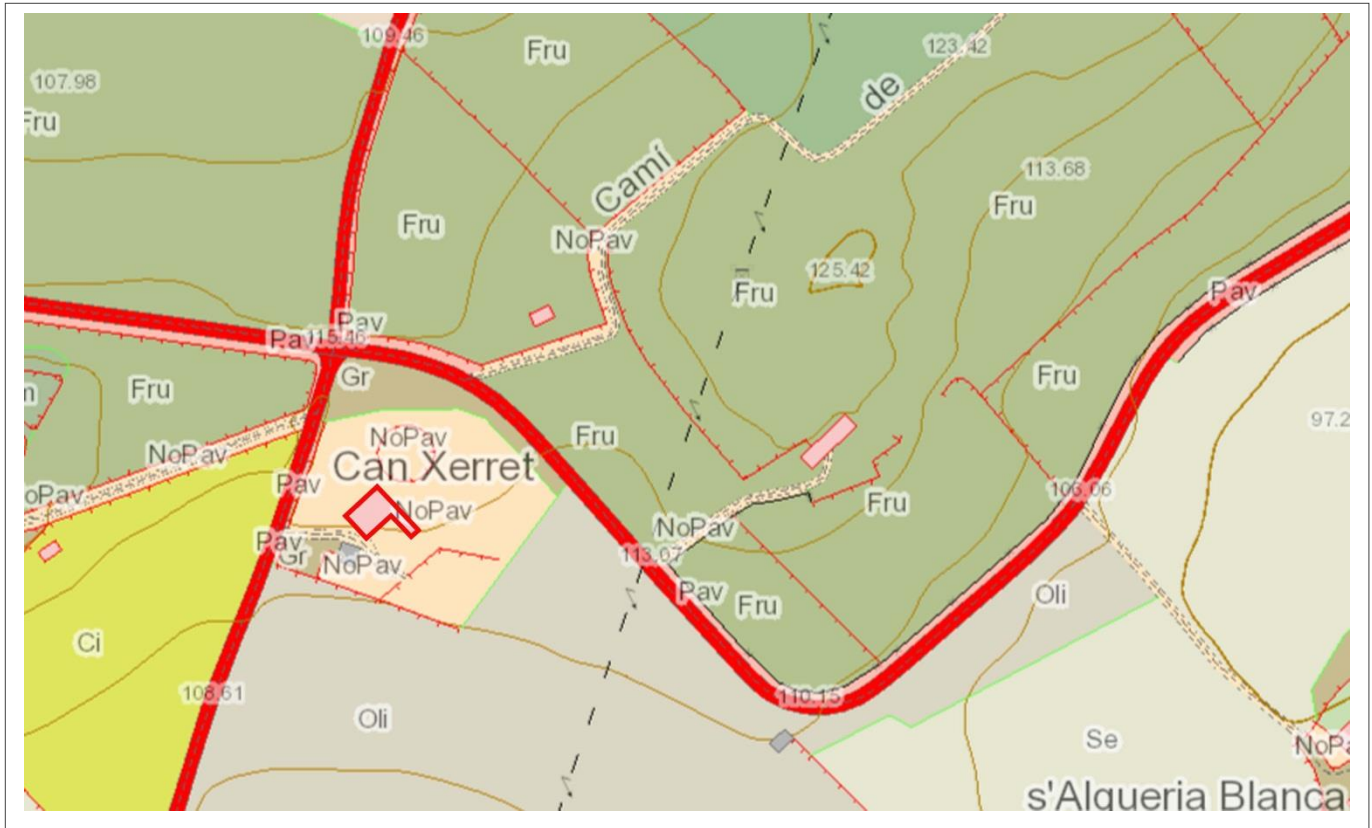 109.46
Fru
123.42
107.98
Fru
de
Camí
113.68
Fru
Fru
NoPav
125.42
Fru
Pav
Pav
Pav
115.46
Gr
Fru
Fru
Fru
97.2
NoPav
NoPav
Can Xerret
Pav
oPav
NoPav
106.06
Fru
NoPav
Pav
Gr
NoPav
113.07
Pav
Fru
Oli
Ci
108.61
110.15
Oli
Se
NoPa
s'Alqueria Blanca